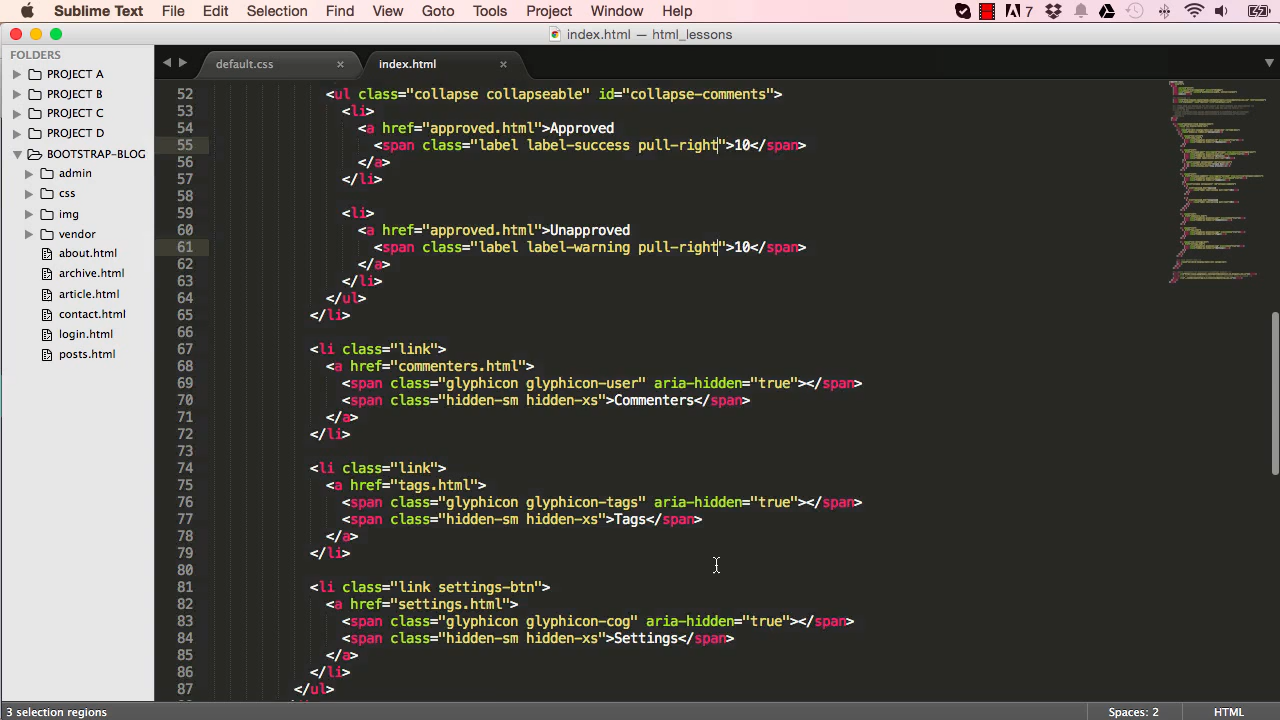 Sublime Text File Edit Selection Find View Goto Tools Project Window Help 7
index.html — html_lessons
FOLDERS
PROJECT A
PROJECT B
PROJECT C
PROJECT D
BOOTSTRAP-BLOG
admin
css
img
vendor
about.html
archive.html
article.html
contact.html
login.html
posts.html
default.css × index.html ×
52 <ul class="collapse collapseable" id="collapse-comments">
53 <li>
54 <a href="approved.html">Approved
55 <span class="label label-success pull-right">10</span>
56 </a>
57 </li>
58
59 <li>
60 <a href="approved.html">Unapproved
61 <span class="label label-warning pull-right">10</span>
62 </a>
63 </li>
64 </ul>
65 </li>
66
67 <li class="link">
68 <a href="commenters.html">
69 <span class="glyphicon glyphicon-user" aria-hidden="true"></span>
70 <span class="hidden-sm hidden-xs">Commenters</span>
71 </a>
72 </li>
73
74 <li class="link">
75 <a href="tags.html">
76 <span class="glyphicon glyphicon-tags" aria-hidden="true"></span>
77 <span class="hidden-sm hidden-xs">Tags</span>
78 </a>
79 </li>
80
81 <li class="link settings-btn">
82 <a href="settings.html">
83 <span class="glyphicon glyphicon-cog" aria-hidden="true"></span>
84 <span class="hidden-sm hidden-xs">Settings</span>
85 </a>
86 </li>
87 </ul>
3 selection regions Spaces: 2 HTML